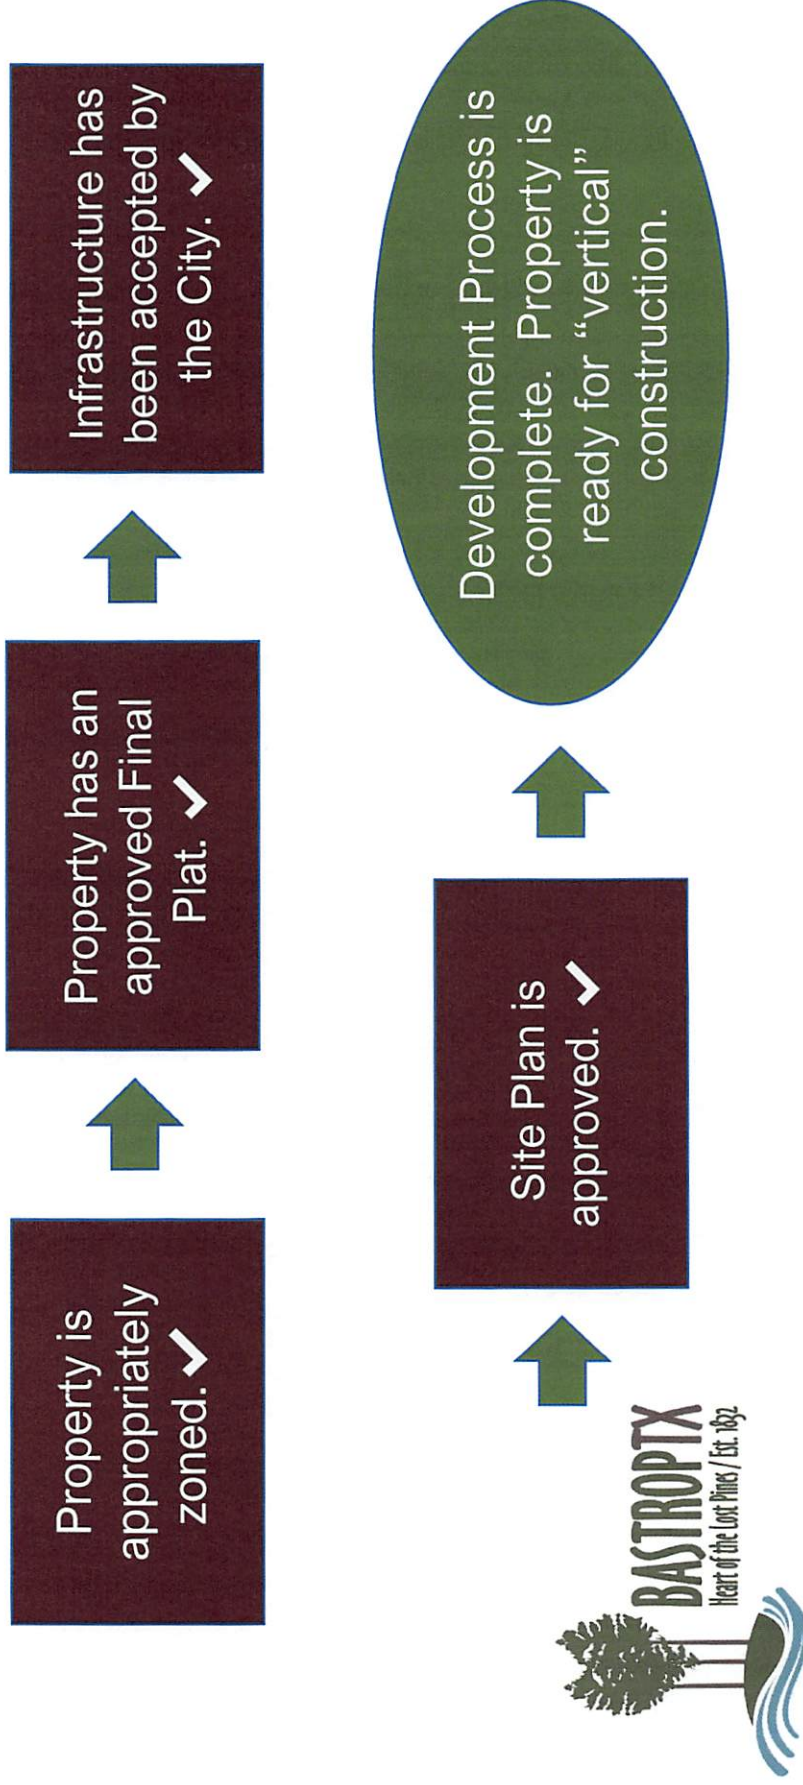 Property is
appropriately
zoned. ✓
Property has an
approved Final
Plat. ✓
Infrastructure has
been accepted by
the City. ✓
Site Plan is
approved. ✓
Development Process is
complete. Property is
ready for “vertical”
construction.
BASTROPTX
Heart of the Lost Pines / Est. 1832